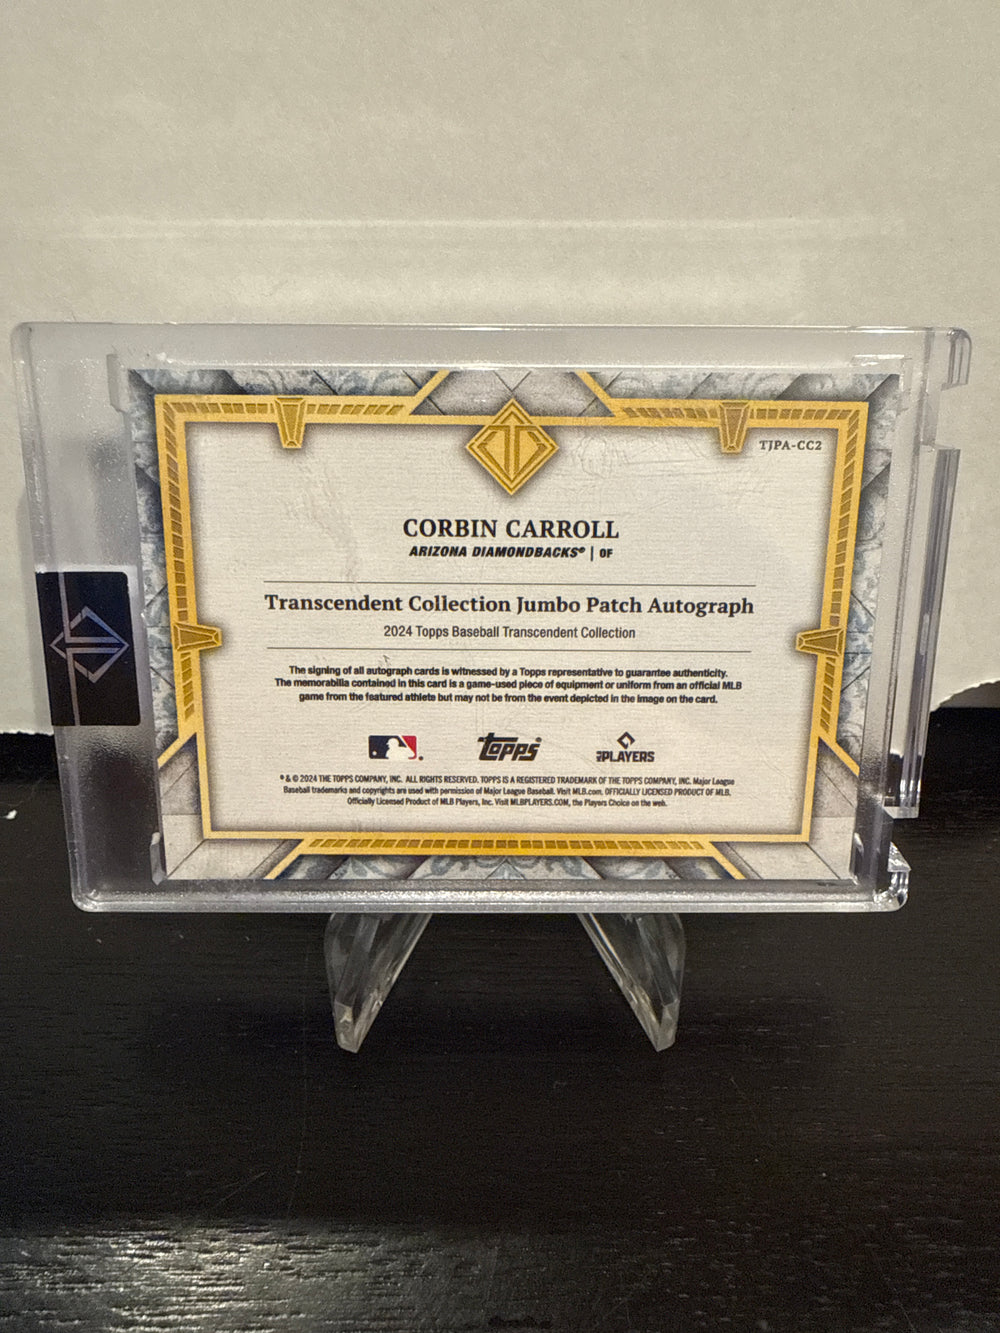 TJPA-CC2
CORBIN CARROLL
ARIZONA DIAMONDBACKS® | OF
Transcendent Collection Jumbo Patch Autograph
2024 Topps Baseball Transcendent Collection
The signing of all autograph cards is witnessed by a Topps representative to guarantee authenticity.
The memorabilia contained in this card is a game-used piece of equipment or uniform from an official MLB
game from the featured athlete but may not be from the event depicted in the image on the card.
topps
PLAYERS
® & © 2024 THE TOPPS COMPANY, INC. ALL RIGHTS RESERVED. TOPPS IS A REGISTERED TRADEMARK OF THE TOPPS COMPANY, INC. Major League
Baseball trademarks and copyrights are used with permission of Major League Baseball. Visit MLB.com. OFFICIALLY LICENSED PRODUCT OF MLB
Officially Licensed Product of MLB Players, Inc. Visit MLBPLAYERS.COM, the Players Choice on the web.